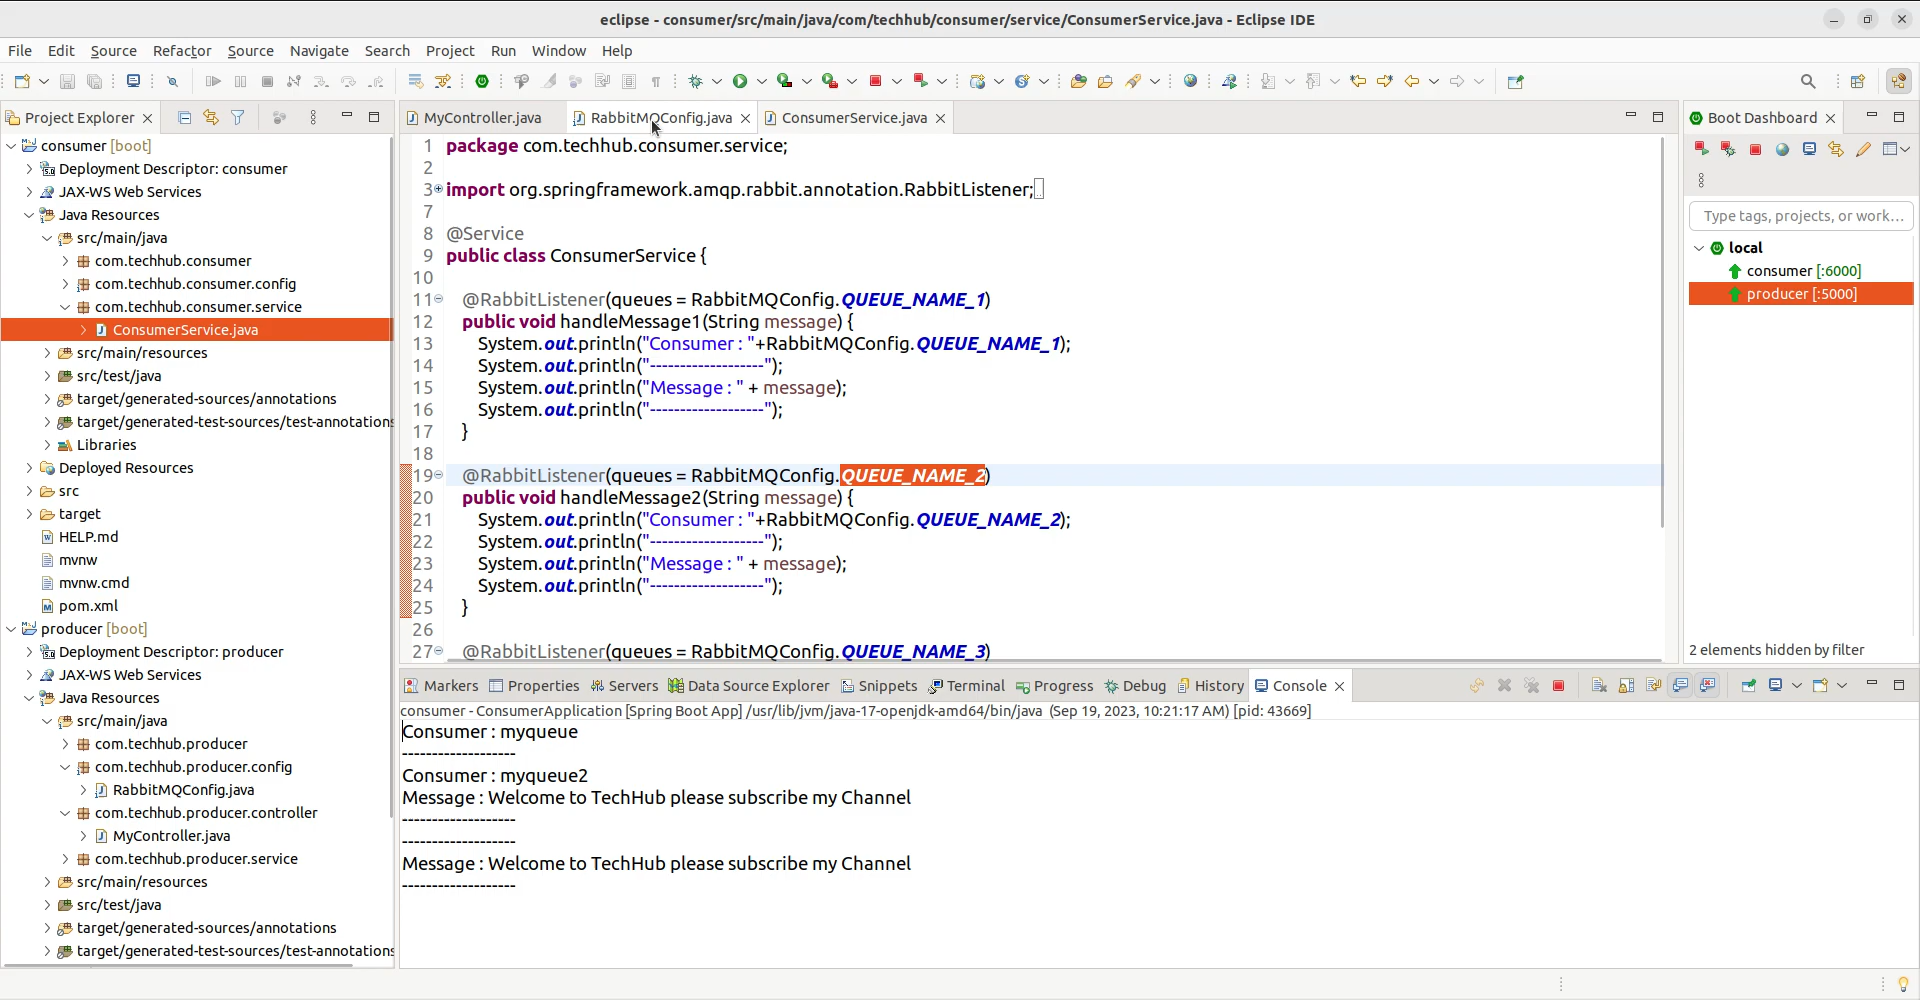 eclipse - consumer/src/main/java/com/techhub/consumer/service/ConsumerService.java - Eclipse IDE
File Edit Source Refactor Source Navigate Search Project Run Window Help
Project Explorer
consumer [boot]
Deployment Descriptor: consumer
JAX-WS Web Services
Java Resources
src/main/java
com.techhub.consumer
com.techhub.consumer.config
com.techhub.consumer.service
ConsumerService.java
src/main/resources
src/test/java
target/generated-sources/annotations
target/generated-test-sources/test-annotations
Libraries
Deployed Resources
src
target
HELP.md
mvnw
mvnw.cmd
pom.xml
producer [boot]
Deployment Descriptor: producer
JAX-WS Web Services
Java Resources
src/main/java
com.techhub.producer
com.techhub.producer.config
RabbitMQConfig.java
com.techhub.producer.controller
MyController.java
com.techhub.producer.service
src/main/resources
src/test/java
target/generated-sources/annotations
target/generated-test-sources/test-annotations
MyController.java RabbitMQConfig.java ConsumerService.java
1 package com.techhub.consumer.service;
2
3 import org.springframework.amqp.rabbit.annotation.RabbitListener;
7
8 @Service
9 public class ConsumerService {
10
11 @RabbitListener(queues = RabbitMQConfig.QUEUE_NAME_1)
12 public void handleMessage1(String message) {
13 System.out.println("Consumer : "+RabbitMQConfig.QUEUE_NAME_1);
14 System.out.println("-------------------");
15 System.out.println("Message : " + message);
16 System.out.println("-------------------");
17 }
18
19 @RabbitListener(queues = RabbitMQConfig.QUEUE_NAME_2)
20 public void handleMessage2(String message) {
21 System.out.println("Consumer : "+RabbitMQConfig.QUEUE_NAME_2);
22 System.out.println("-------------------");
23 System.out.println("Message : " + message);
24 System.out.println("-------------------");
25 }
26
27 @RabbitListener(queues = RabbitMQConfig.QUEUE_NAME_3)
Boot Dashboard
Type tags, projects, or work...
local
consumer [:6000]
producer [:5000]
2 elements hidden by filter
Markers Properties Servers Data Source Explorer Snippets Terminal Progress Debug History Console
consumer - ConsumerApplication [Spring Boot App] /usr/lib/jvm/java-17-openjdk-amd64/bin/java (Sep 19, 2023, 10:21:17 AM) [pid: 43669]
Consumer : myqueue
-------------------
Consumer : myqueue2
Message : Welcome to TechHub please subscribe my Channel
-------------------
-------------------
Message : Welcome to TechHub please subscribe my Channel
-------------------